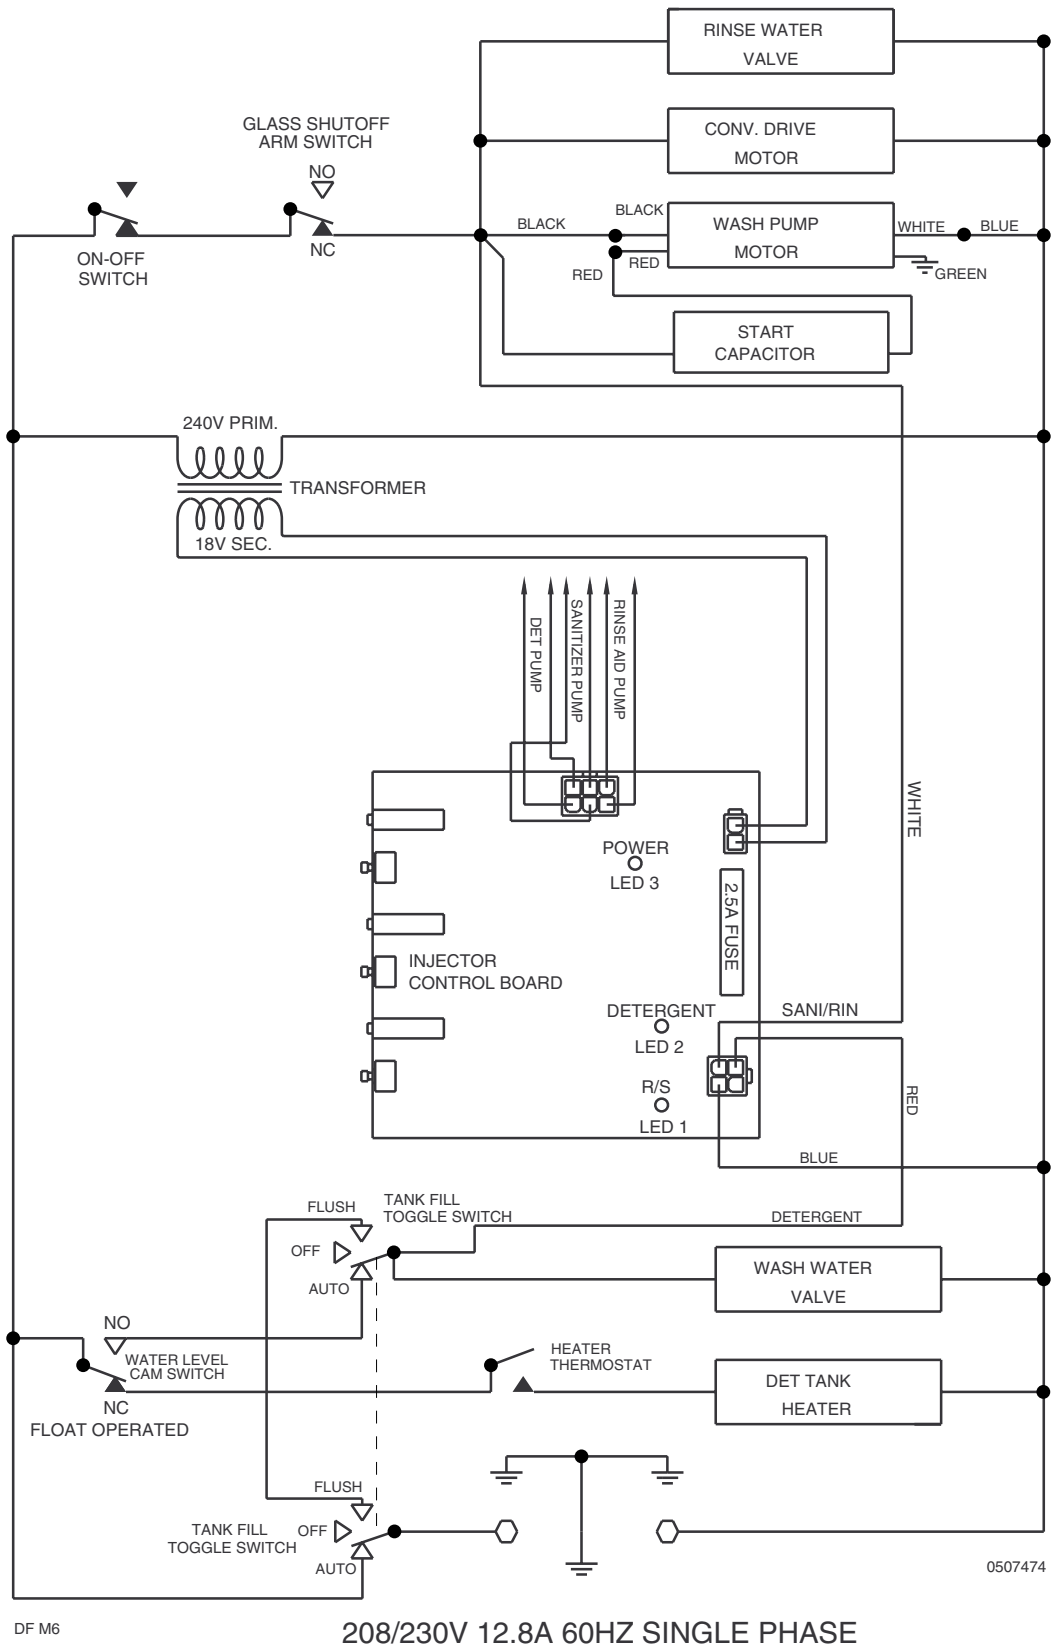 RINSE WATER
VALVE
GLASS SHUTOFF
ARM SWITCH
CONV. DRIVE
MOTOR
NO
BLACK
BLACK
WASH PUMP
MOTOR
WHITE
BLUE
ON-OFF
SWITCH
NC
RED
RED
GREEN
START
CAPACITOR
240V PRIM.
TRANSFORMER
18V SEC.
DET PUMP
SANITIZER PUMP
RINSE AID PUMP
WHITE
POWER
LED 3
2.5A FUSE
INJECTOR
CONTROL BOARD
DETERGENT
LED 2
SANI/RIN
R/S
LED 1
RED
BLUE
FLUSH
TANK FILL
TOGGLE SWITCH
DETERGENT
OFF
AUTO
WASH WATER
VALVE
NO
WATER LEVEL
CAM SWITCH
HEATER
THERMOSTAT
DET TANK
HEATER
NC
FLOAT OPERATED
FLUSH
TANK FILL
TOGGLE SWITCH
OFF
AUTO
0507474
DF M6
208/230V 12.8A 60HZ SINGLE PHASE